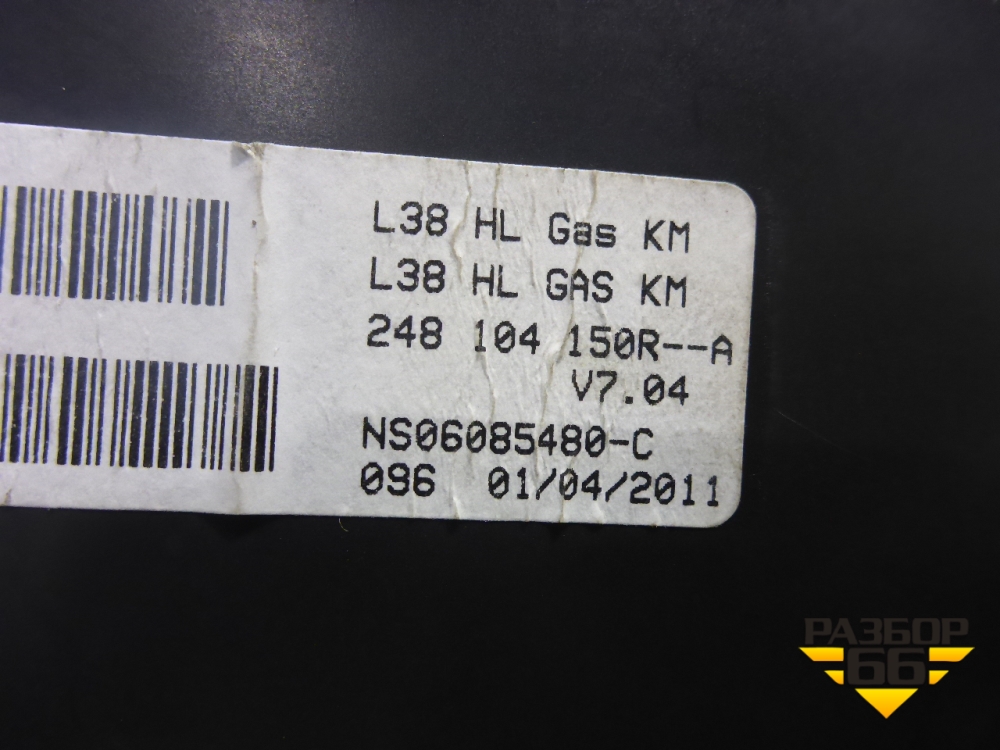 L38 HL Gas KM
L38 HL GAS KM
248 104 150R--A
V7.04
NS06085480-C
096 01/04/2011
РАЗБОР
66